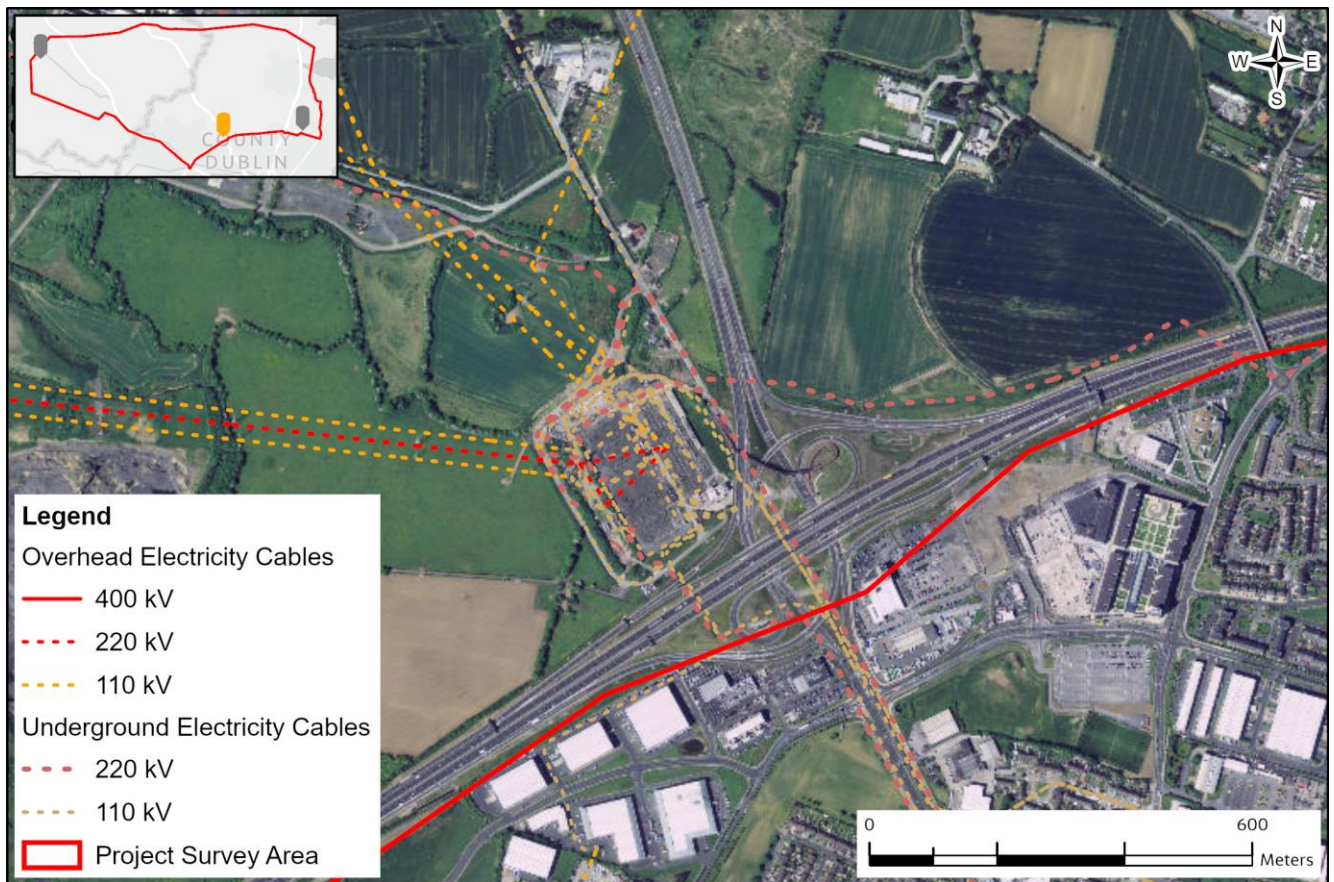 COUNTY
DUBLIN
N
W E
S
Legend
Overhead Electricity Cables
400 kV
220 kV
110 kV
Underground Electricity Cables
220 kV
110 kV
Project Survey Area
0 600
Meters